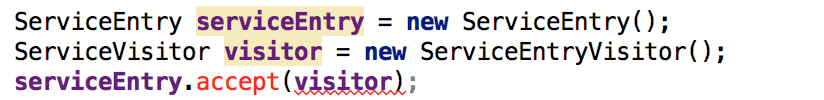 ServiceEntry serviceEntry = new ServiceEntry();
ServiceVisitor visitor = new ServiceEntryVisitor();
serviceEntry.accept(visitor);